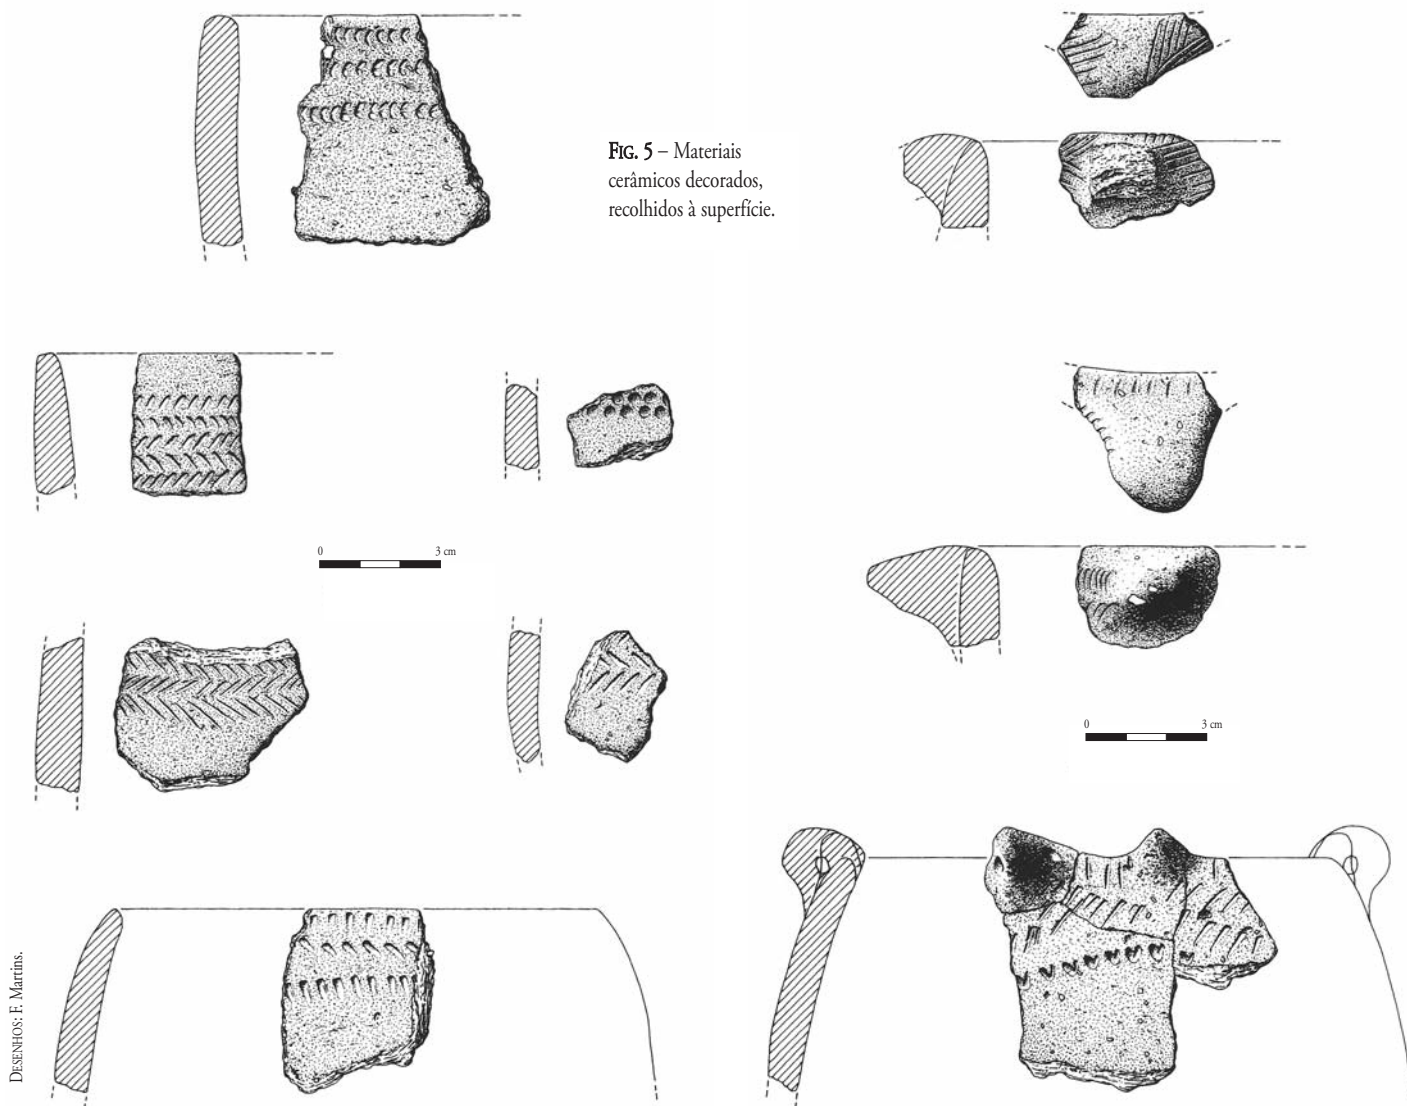 FIG. 5 – Materiais
cerâmicos decorados,
recolhidos à superfície.
0 3 cm
0 3 cm
DESENHOS: F. Martins.